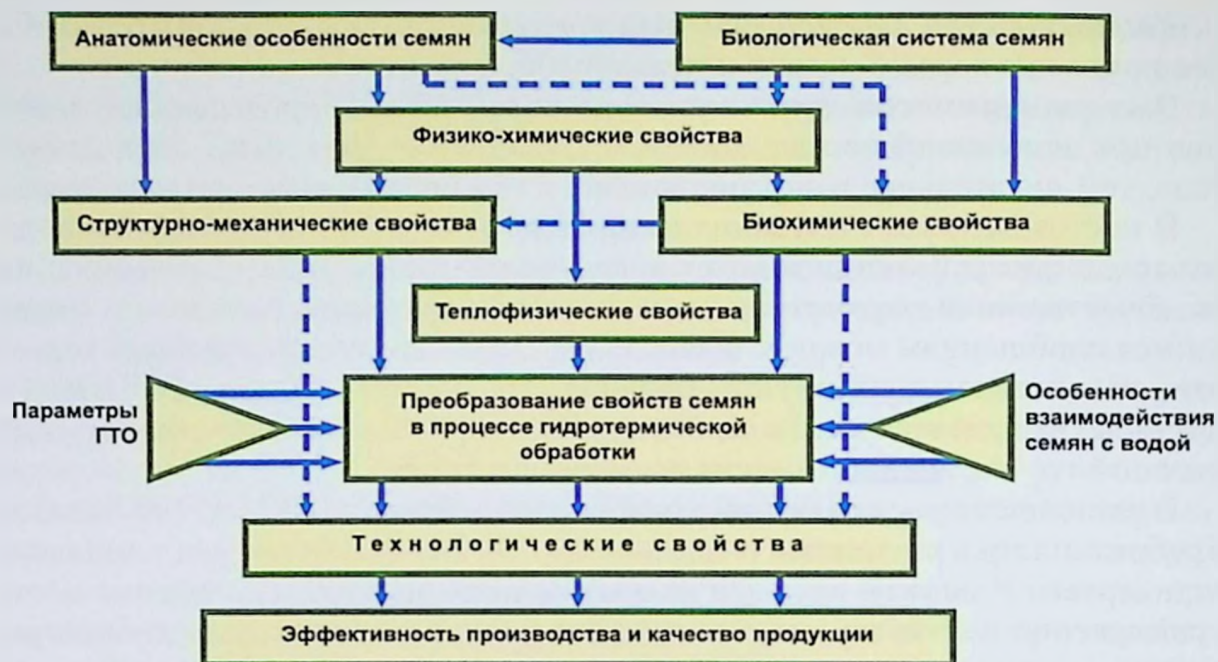 Анатомические особенности семян
Биологическая система семян
Физико-химические свойства
Структурно-механические свойства
Биохимические свойства
Теплофизические свойства
Параметры
ГТО
Преобразование свойств семян
в процессе гидротермической
обработки
Особенности
взаимодействия
семян с водой
Технологические свойства
Эффективность производства и качество продукции